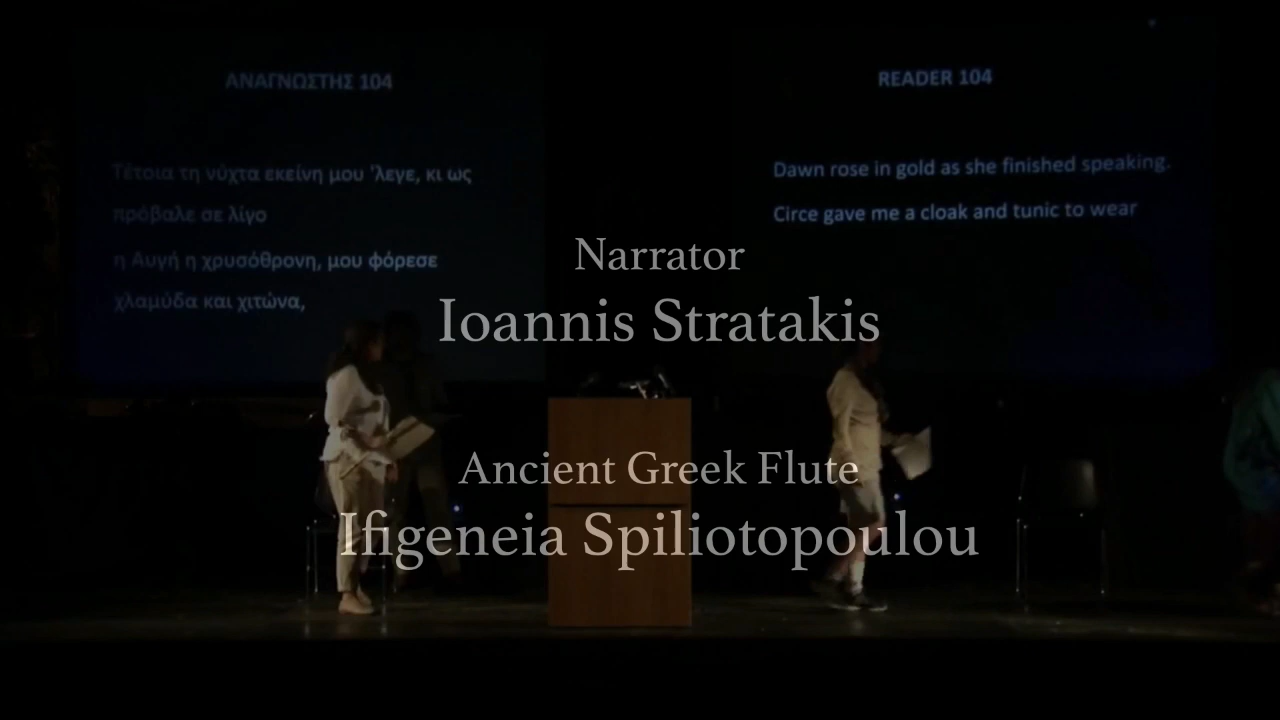 ΑΝΑΓΝΩΣΤΗΣ 104
Τέτοια τη νύχτα εκείνη μου 'λεγε, κι ως
πρόβαλε σε λίγο
η Αυγή η χρυσόθρονη, μου φόρεσε
χλαμύδα και χιτώνα,
READER 104
Dawn rose in gold as she finished speaking.
Circe gave me a cloak and tunic to wear
Narrator
Ioannis Stratakis
Ancient Greek Flute
Ifigeneia Spiliotopoulou